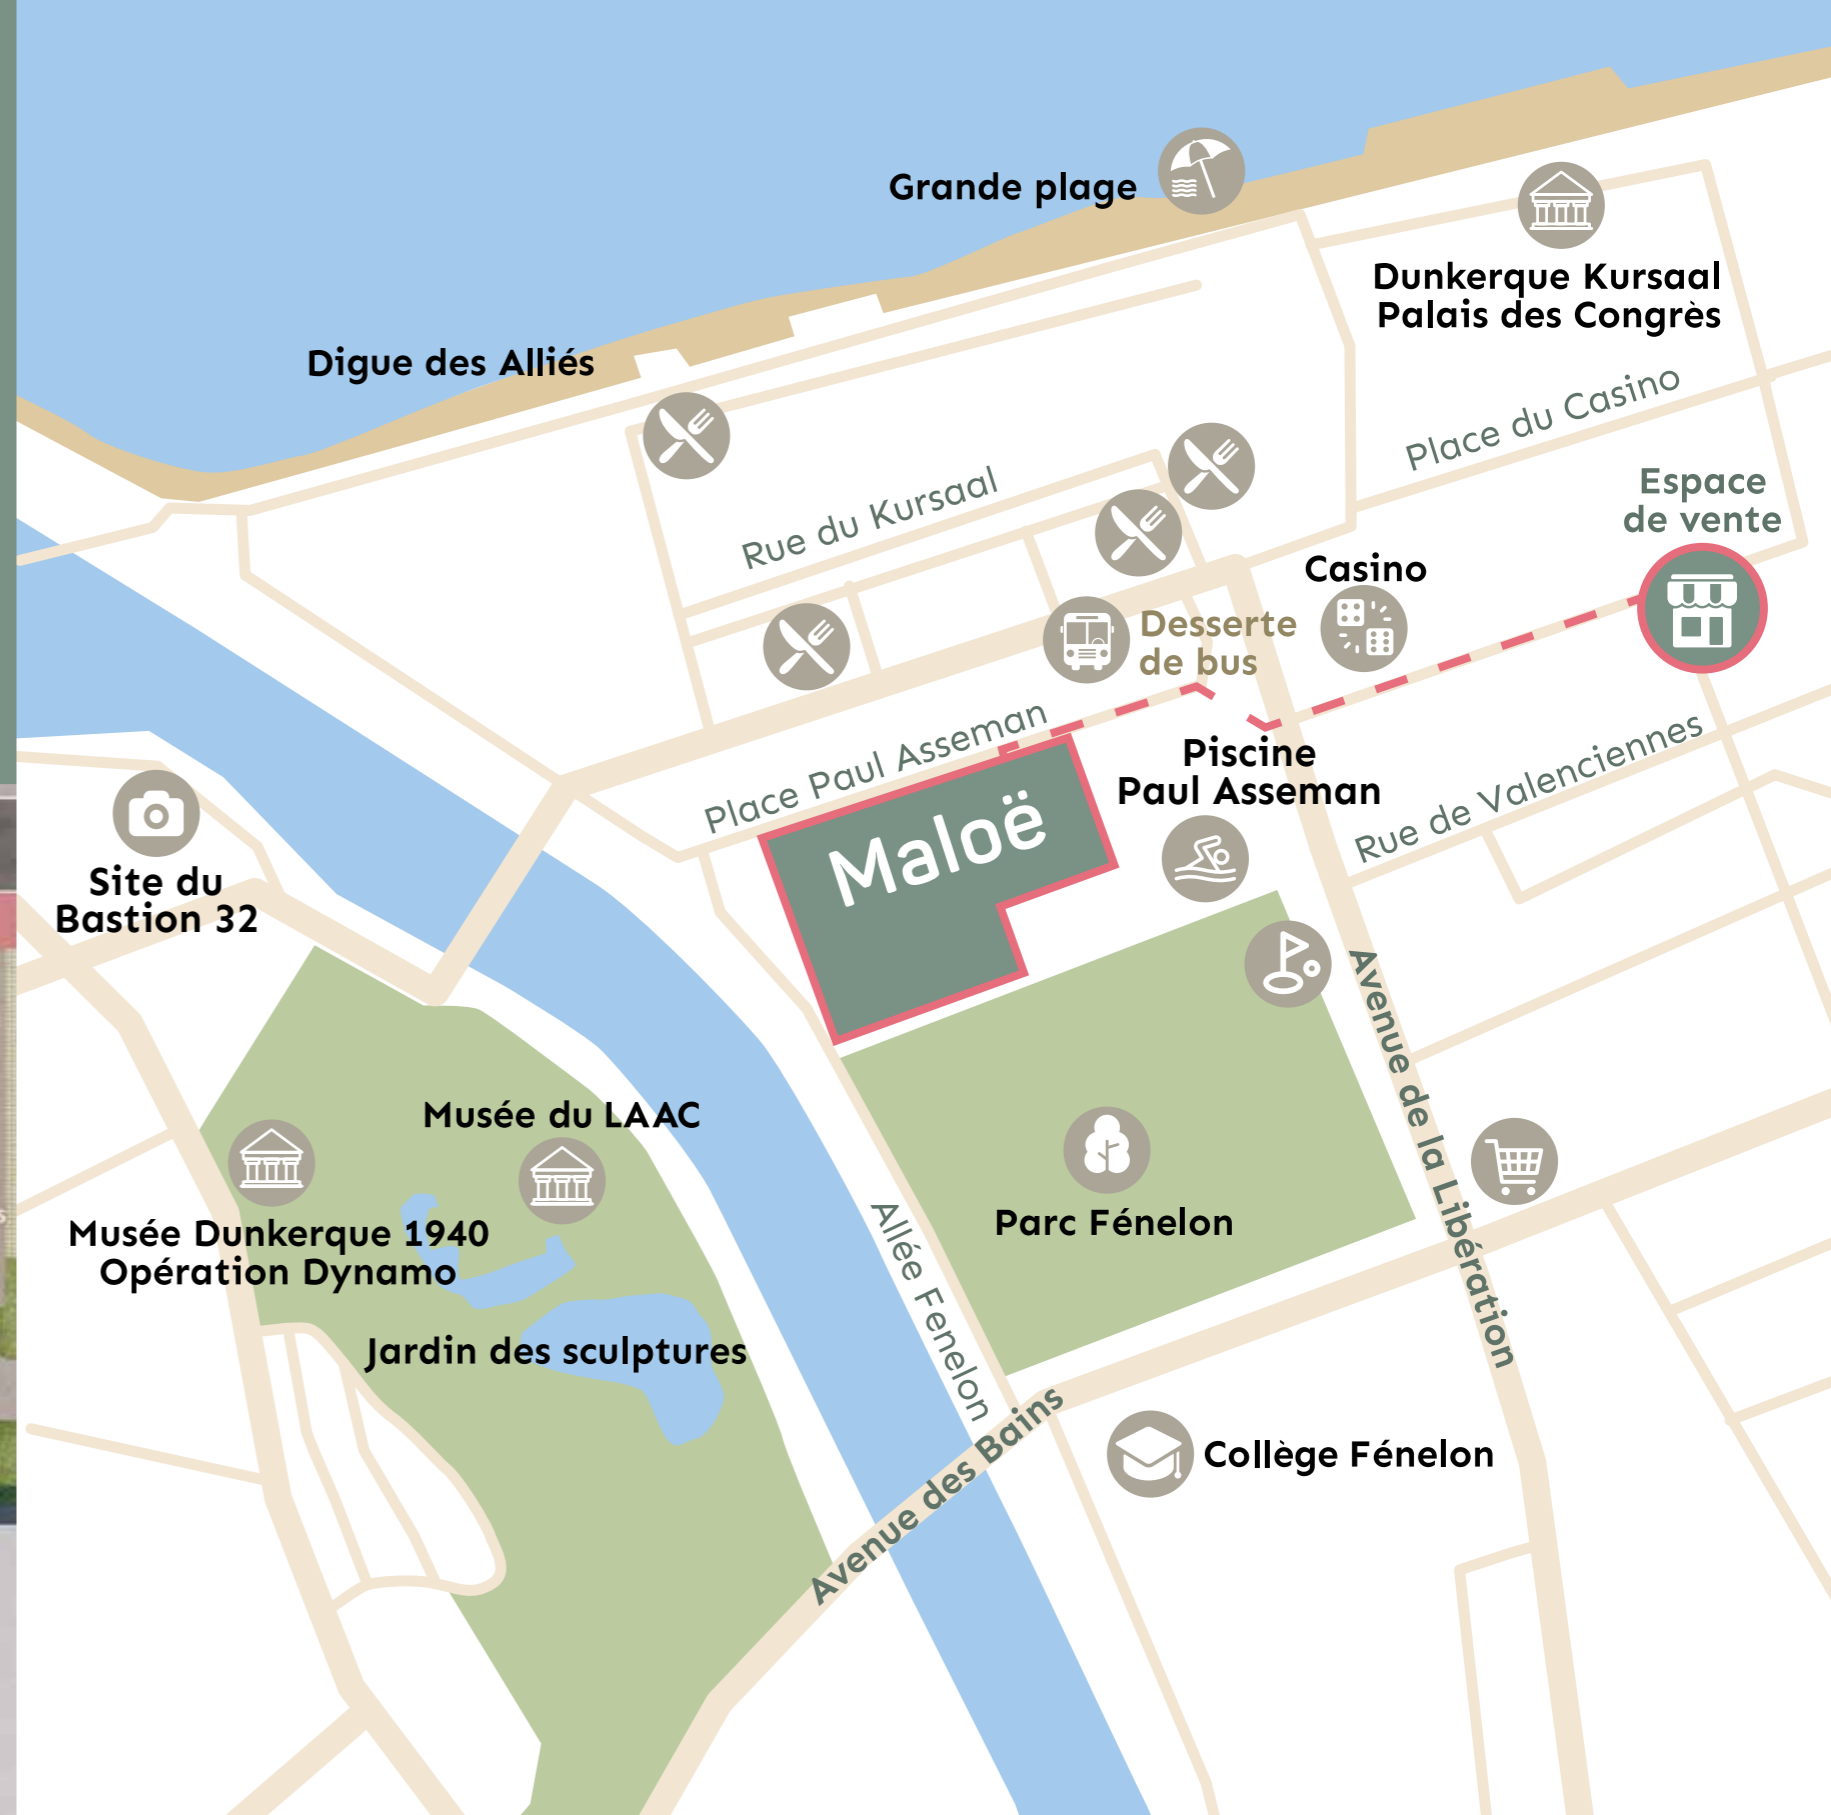 Grande plage
Dunkerque Kursaal
Palais des Congrès
Digue des Alliés
Place du Casino
Rue du Kursaal
Espace
de vente
Casino
Desserte
de bus
Place Paul Asseman
Piscine
Paul Asseman
Rue de Valenciennes
Maloë
Site du
Bastion 32
Avenue de la Libération
Musée du LAAC
Parc Fénelon
Musée Dunkerque 1940
Opération Dynamo
Allée Fenelon
Jardin des sculptures
Avenue des Bains
Collège Fénelon